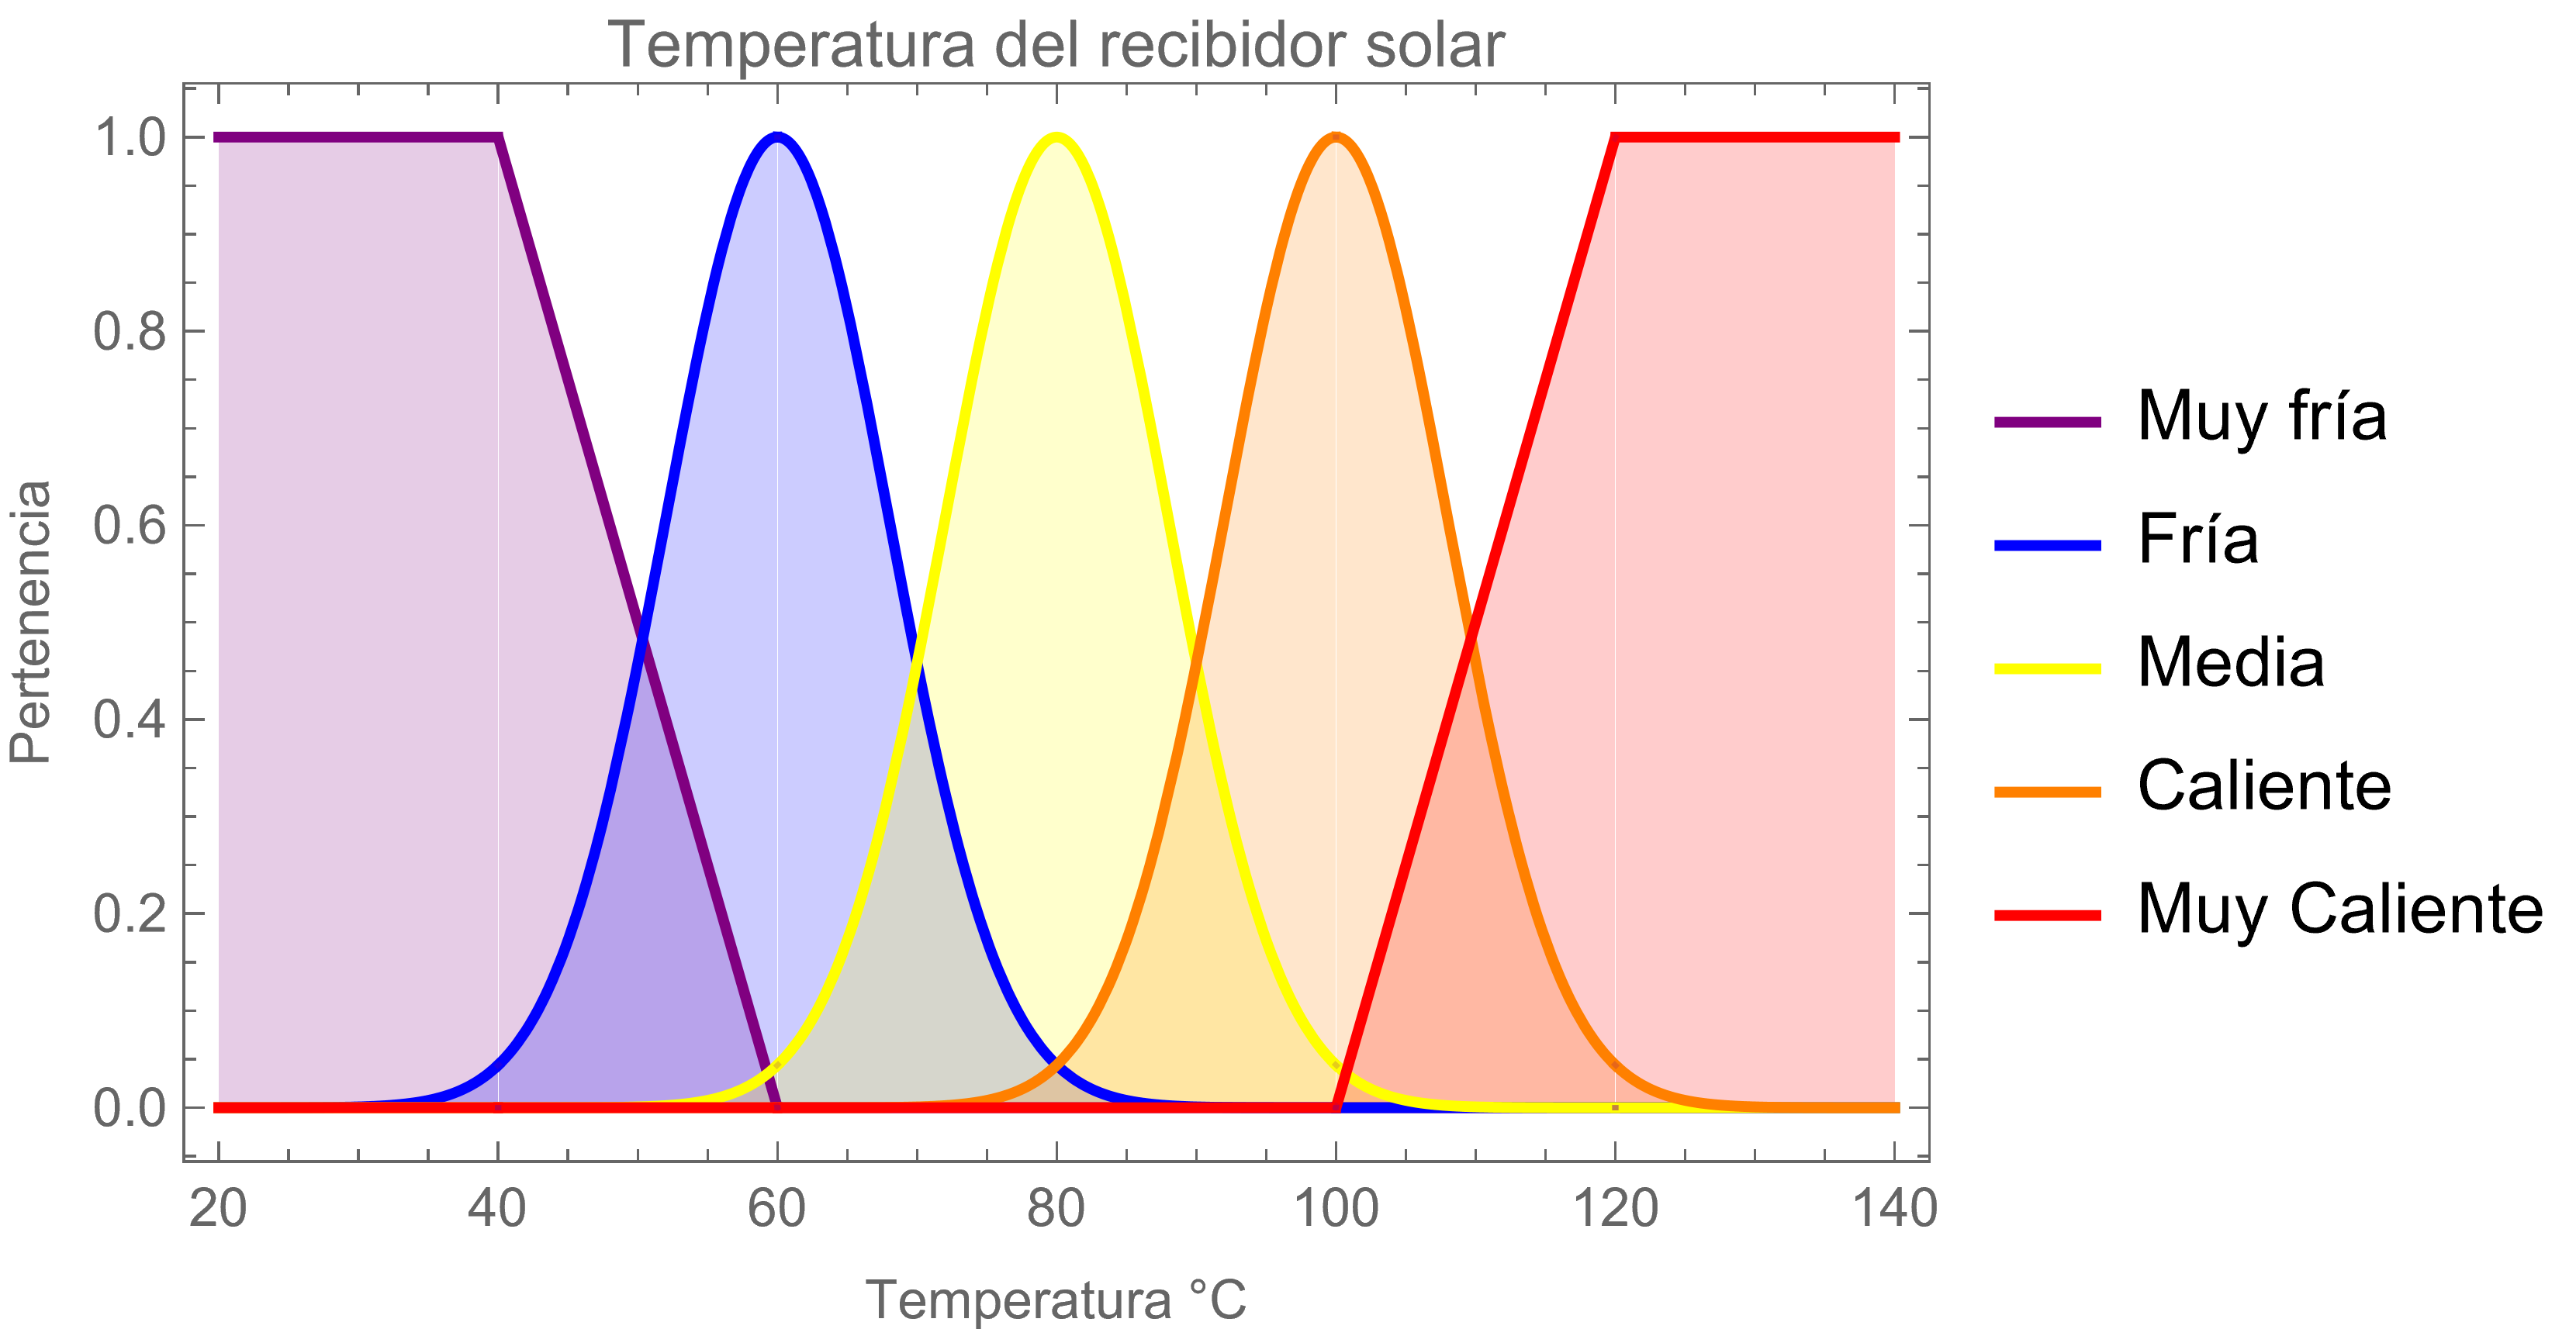 Temperatura del recibidor solar
1.0
0.8
0.6
0.4
0.2
0.0
Pertenencia
20 40 60 80 100 120 140
Temperatura °C
Muy fría
Fría
Media
Caliente
Muy Caliente